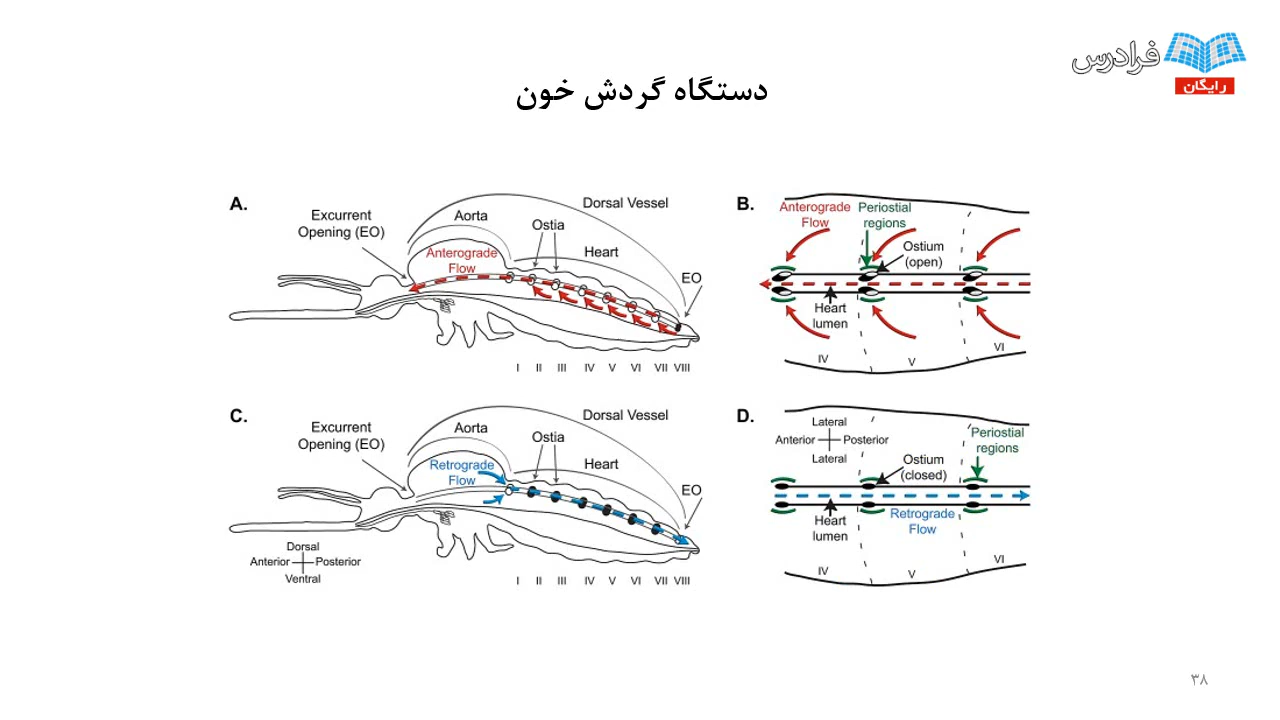 فرادرس
رایگان
دستگاه گردش خون
A.
Excurrent
Opening (EO)
Aorta
Dorsal Vessel
Ostia
Heart
Anterograde
Flow
EO
I II III IV V VI VII VIII
B.
Anterograde
Flow
Periostial
regions
Ostium
(open)
Heart
lumen
IV V VI
C.
Excurrent
Opening (EO)
Aorta
Dorsal Vessel
Ostia
Heart
Retrograde
Flow
EO
Dorsal
Anterior Posterior
Ventral
I II III IV V VI VII VIII
D.
Lateral
Anterior Posterior
Lateral
Periostial
regions
Ostium
(closed)
Heart
lumen
Retrograde
Flow
IV V VI
۳۸